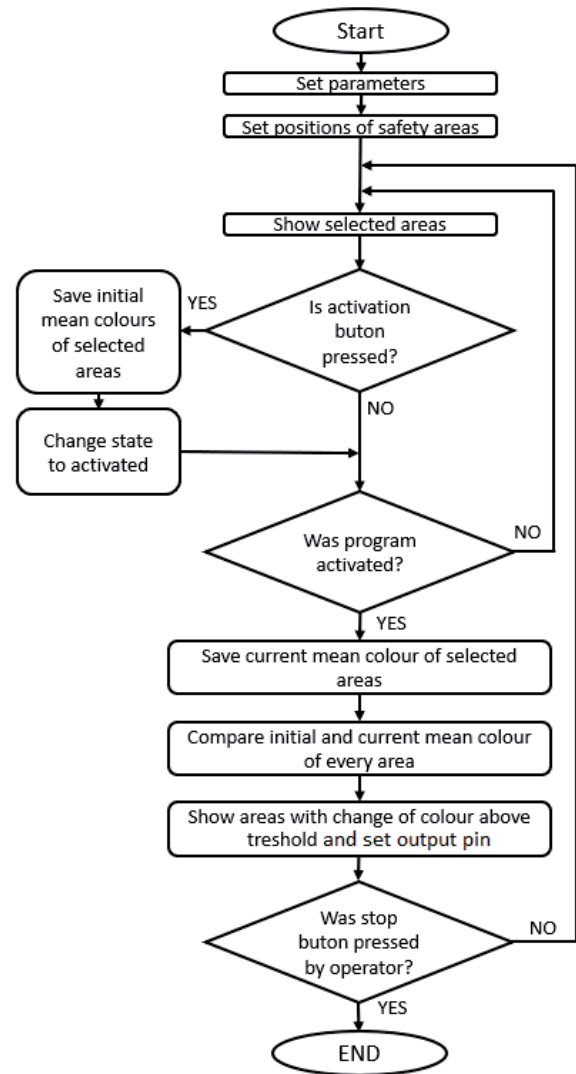 Start
Set parameters
Set positions of safety areas
Show selected areas
Is activation
buton
pressed?
YES
Save initial
mean colours
of selected
areas
Change state
to activated
NO
Was program
activated?
NO
YES
Save current mean colour of selected
areas
Compare initial and current mean colour
of every area
Show areas with change of colour above
treshold and set output pin
Was stop
buton pressed
by operator?
NO
YES
END